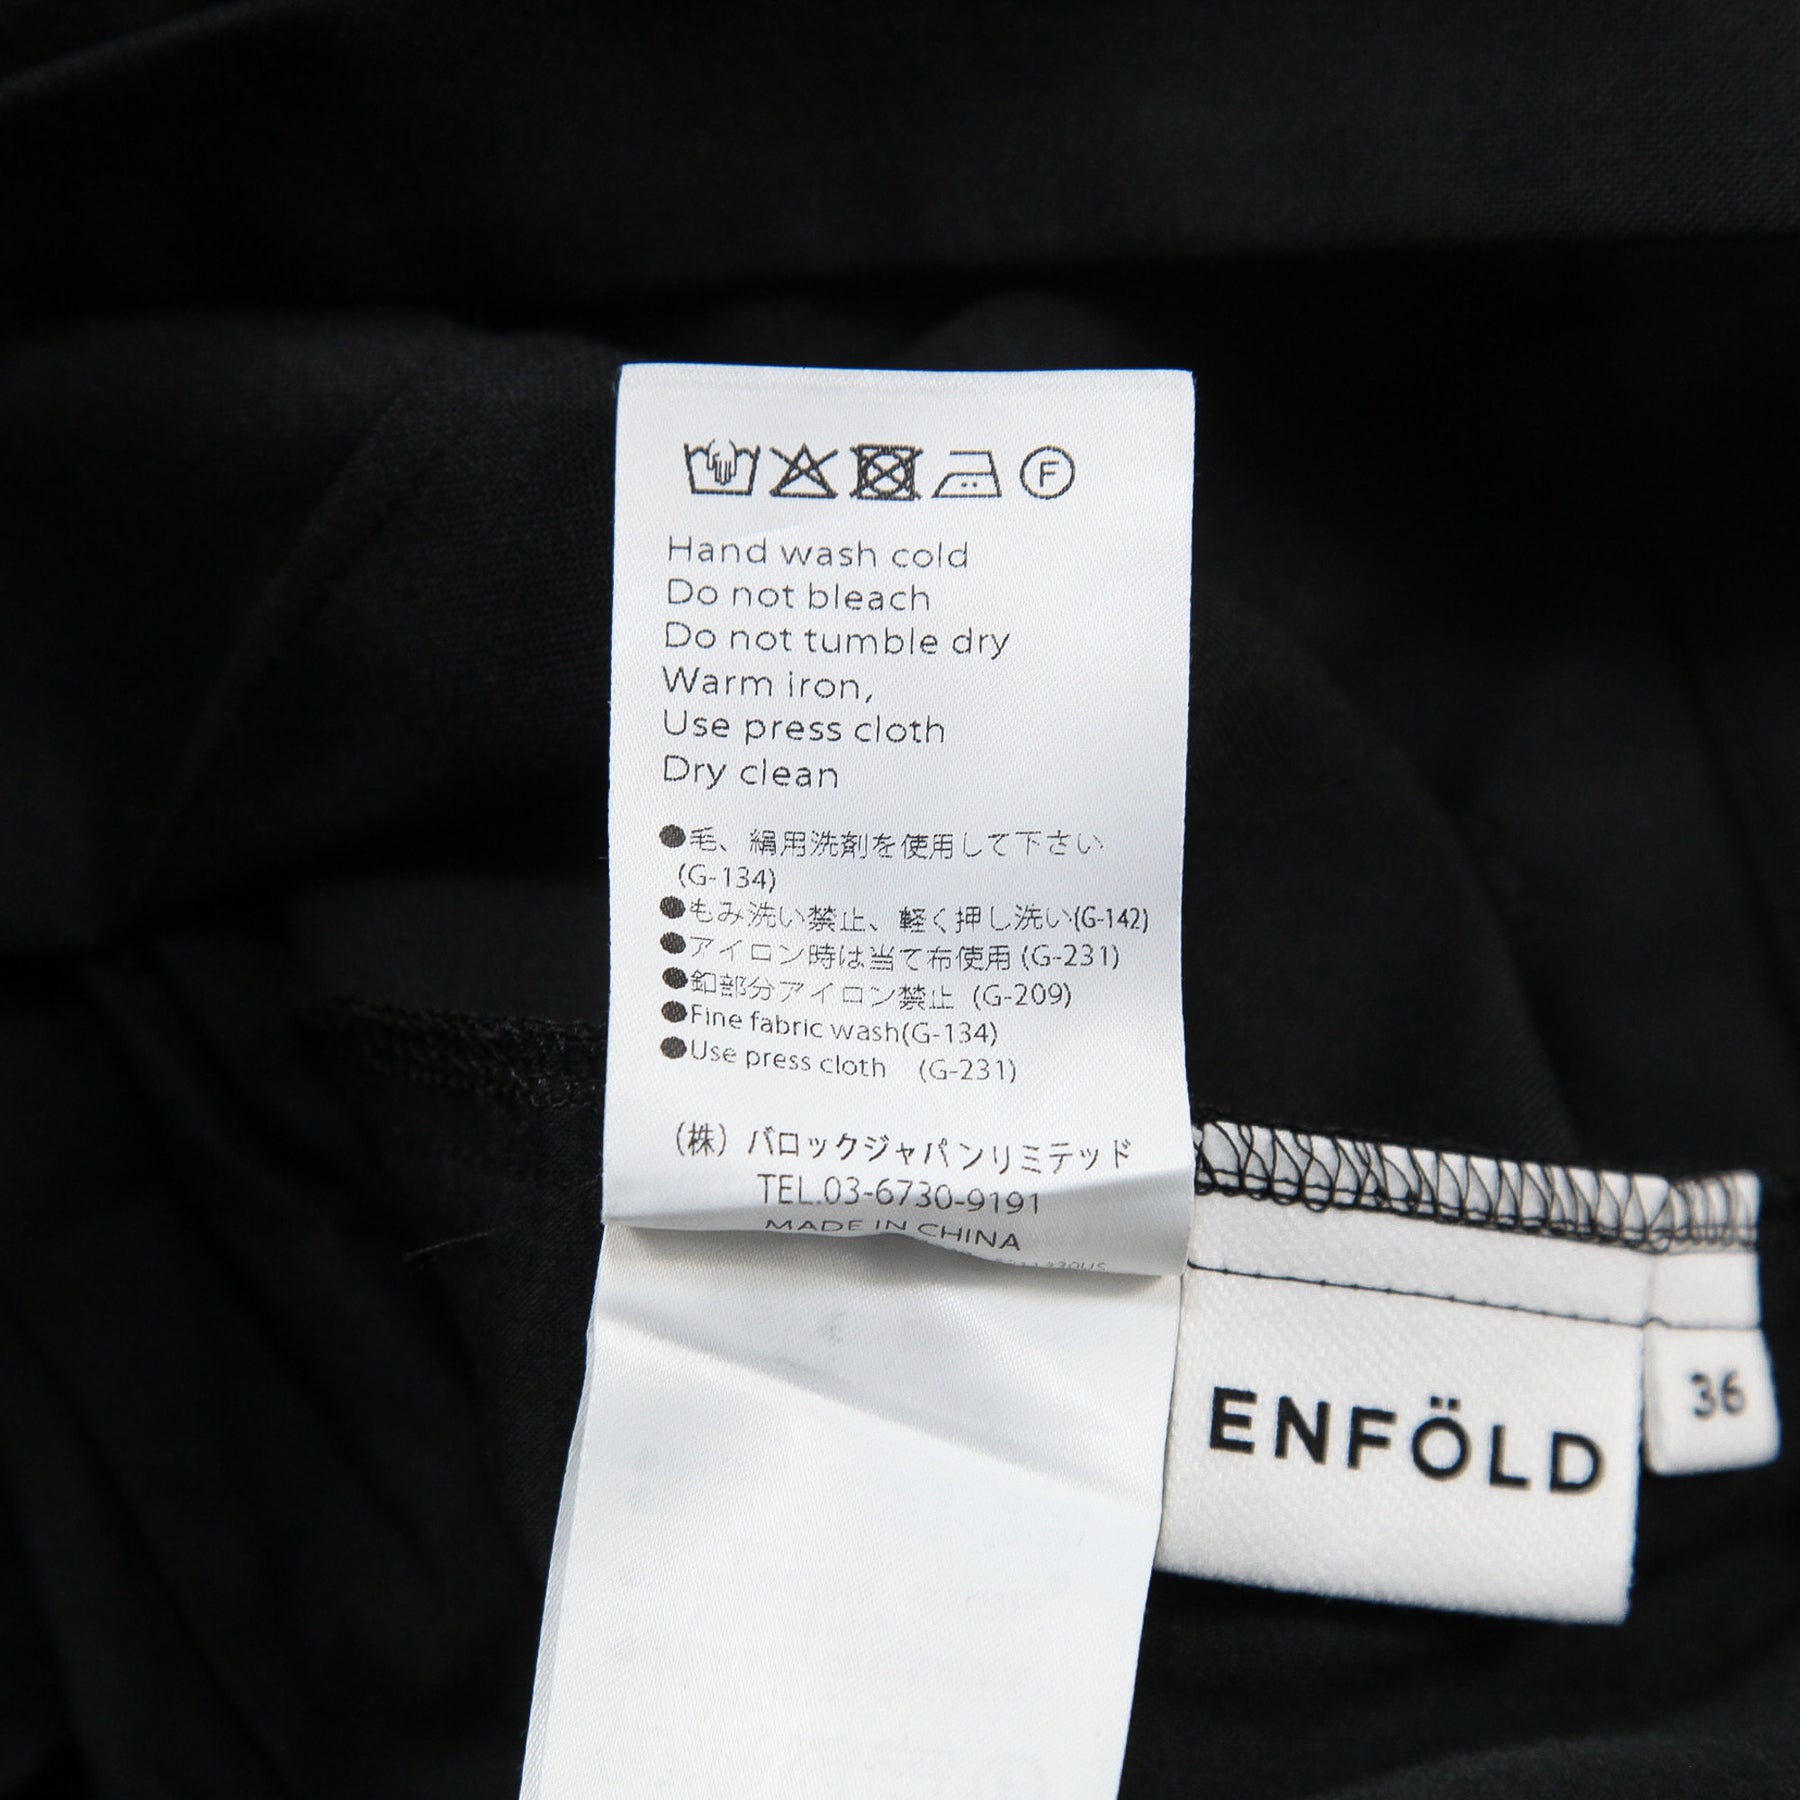 F
Hand wash cold
Do not bleach
Do not tumble dry
Warm iron,
Use press cloth
Dry clean
●毛、絹用洗剤を使用して下さい
(G-134)
●もみ洗い禁止、軽く押し洗い(G-142)
●アイロン時は当て布使用 (G-231)
●釦部分アイロン禁止 (G-209)
●Fine fabric wash(G-134)
●Use press cloth (G-231)
(株) バロックジャパンリミテッド
TEL.03-6730-9191
MADE IN CHINA
ENFÖLD
36